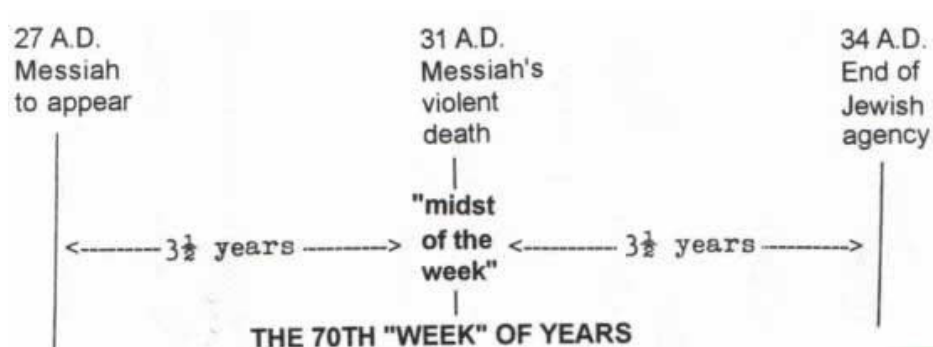 27 A.D.
Messiah
to appear
31 A.D.
Messiah's
violent
death
34 A.D.
End of
Jewish
agency
"midst
of the
week"
<-------- 3½ years -------->
<-------- 3½ years -------->
THE 70TH "WEEK" OF YEARS